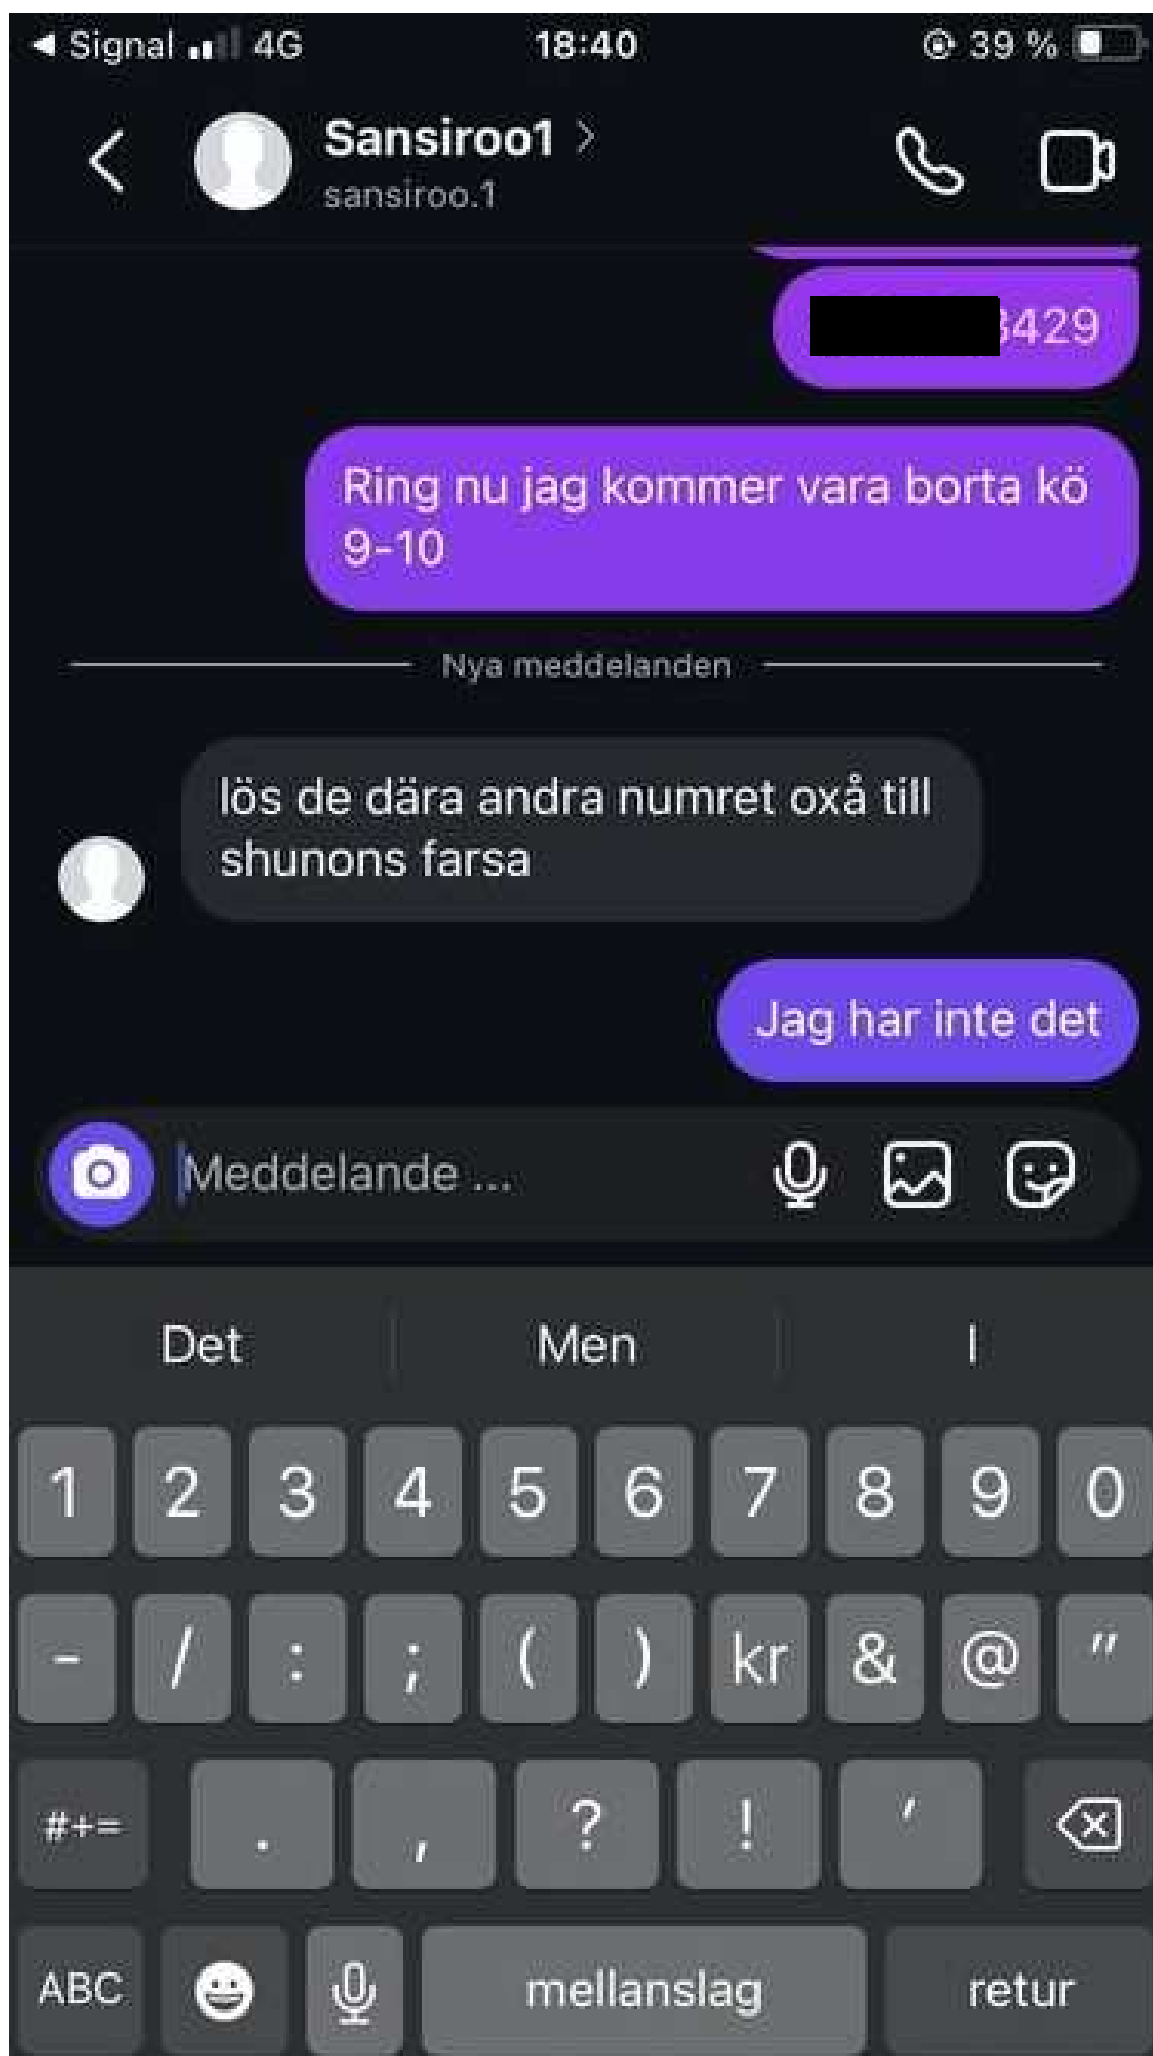 Signal 4G 18:40 39 %
Sansiroo1
sansiroo.1
429
Ring nu jag kommer vara borta kö
9-10
Nya meddelanden
lös de dära andra numret oxå till
shunons farsa
Jag har inte det
Meddelande ...
Det Men I
1 2 3 4 5 6 7 8 9 0
- / : ; ( ) kr & @ "
#+= . , ? ! '
ABC mellanslag retur